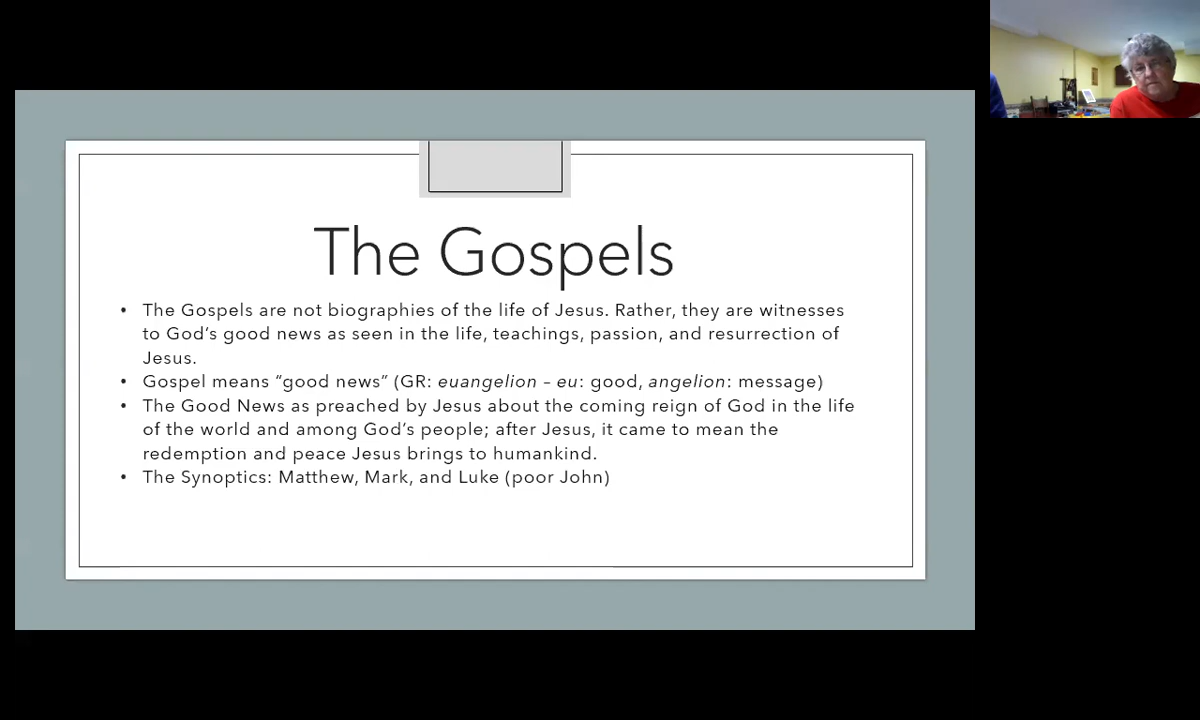 The Gospels
• The Gospels are not biographies of the life of Jesus. Rather, they are witnesses
to God’s good news as seen in the life, teachings, passion, and resurrection of
Jesus.
• Gospel means “good news” (GR: euangelion – eu: good, angelion: message)
• The Good News as preached by Jesus about the coming reign of God in the life
of the world and among God’s people; after Jesus, it came to mean the
redemption and peace Jesus brings to humankind.
• The Synoptics: Matthew, Mark, and Luke (poor John)